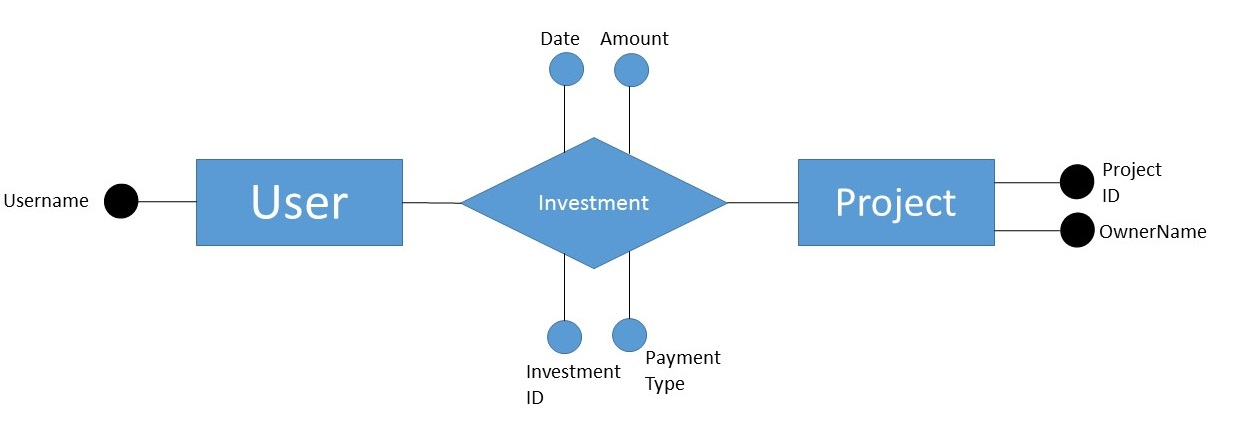 Date
Amount
Username
User
Investment
Project
Project
ID
OwnerName
Investment
ID
Payment
Type